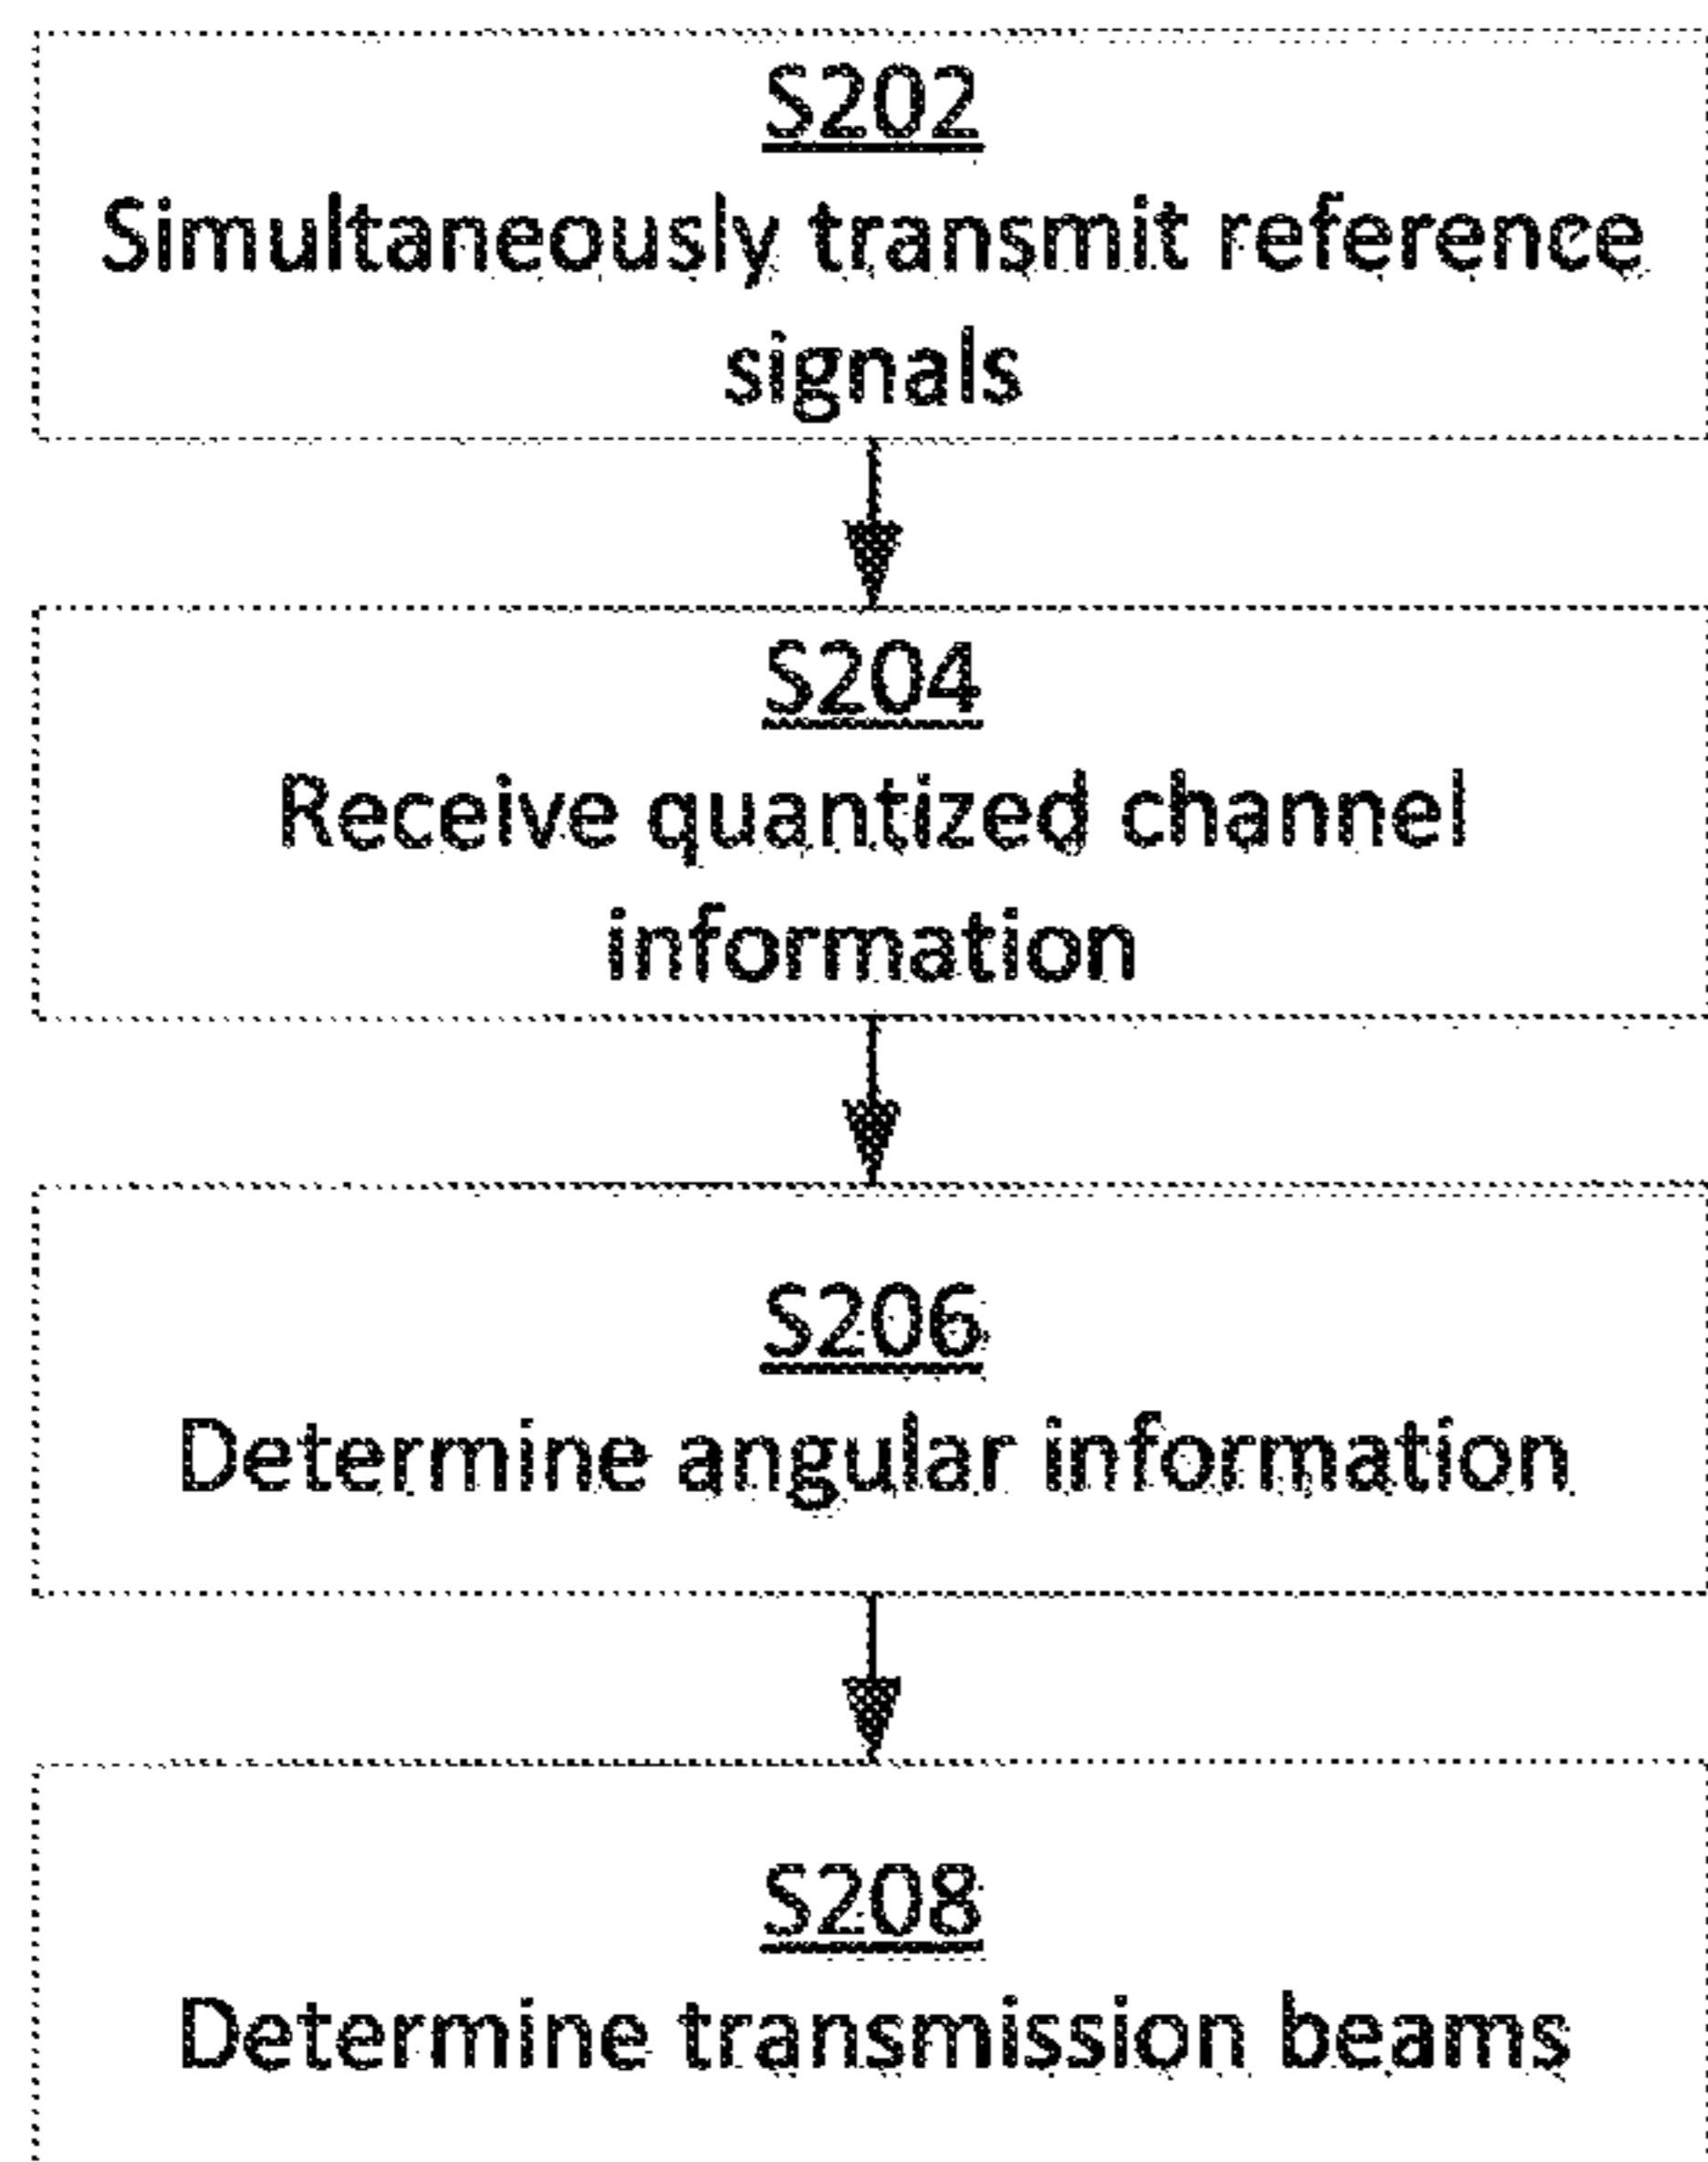 S202
Simultaneously transmit reference
signals
S204
Receive quantized channel
information
S206
Determine angular information
S208
Determine transmission beams